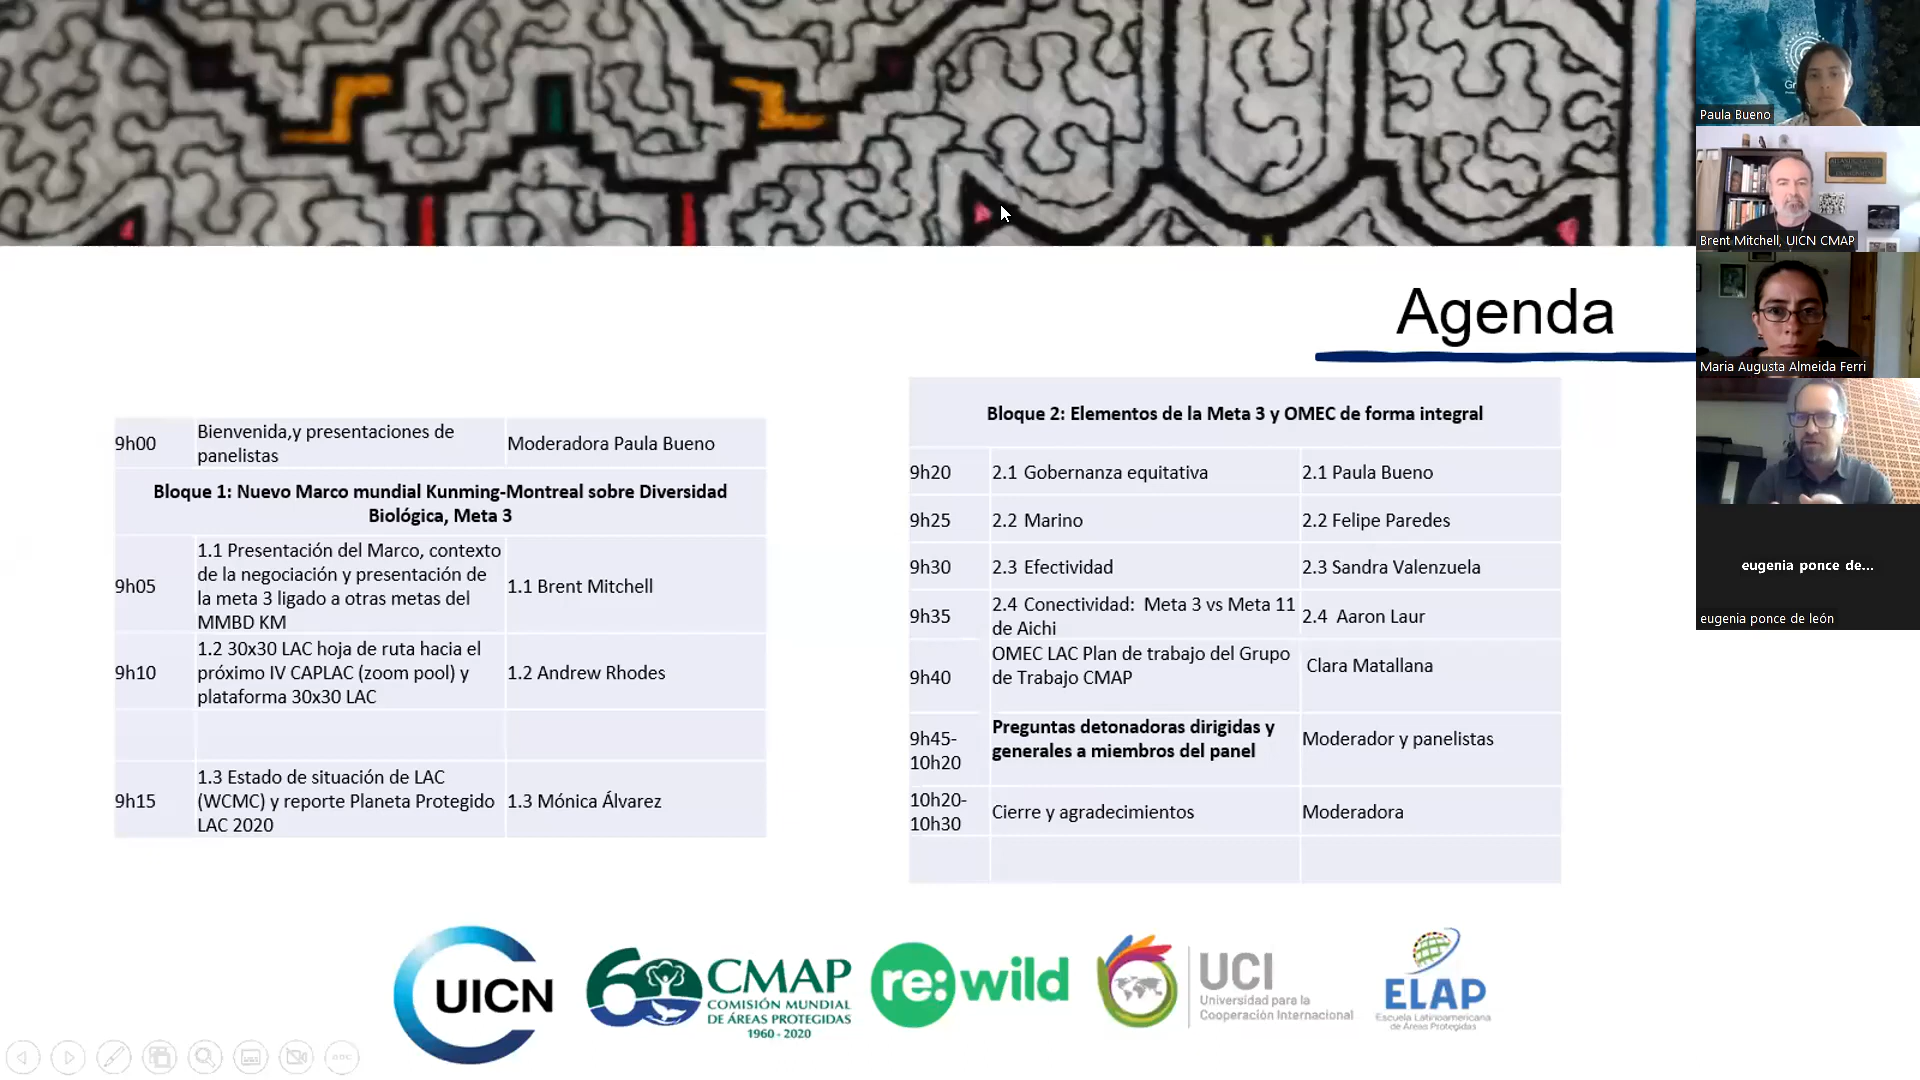 Agenda
9h00
Bienvenida,y presentaciones de
panelistas
Moderadora Paula Bueno
Bloque 1: Nuevo Marco mundial Kunming-Montreal sobre Diversidad
Biológica, Meta 3
9h05
1.1 Presentación del Marco, contexto
de la negociación y presentación de
la meta 3 ligado a otras metas del
MMBD KM
1.1 Brent Mitchell
9h10
1.2 30x30 LAC hoja de ruta hacia el
próximo IV CAPLAC (zoom pool) y
plataforma 30x30 LAC
1.2 Andrew Rhodes
9h15
1.3 Estado de situación de LAC
(WCMC) y reporte Planeta Protegido
LAC 2020
1.3 Mónica Álvarez
Bloque 2: Elementos de la Meta 3 y OMEC de forma integral
9h20
2.1 Gobernanza equitativa
2.1 Paula Bueno
9h25
2.2 Marino
2.2 Felipe Paredes
9h30
2.3 Efectividad
2.3 Sandra Valenzuela
9h35
2.4 Conectividad: Meta 3 vs Meta 11
de Aichi
2.4 Aaron Laur
9h40
OMEC LAC Plan de trabajo del Grupo
de Trabajo CMAP
Clara Matallana
9h45-
10h20
Preguntas detonadoras dirigidas y
generales a miembros del panel
Moderador y panelistas
10h20-
10h30
Cierre y agradecimientos
Moderadora
UICN
60
CMAP
COMISIÓN MUNDIAL
DE ÁREAS PROTEGIDAS
1960 - 2020
re:wild
UCI
Universidad para la
Cooperación Internacional
ELAP
Escuela Latinoamericana
de Áreas Protegidas
Paula Bueno
Brent Mitchell, UICN CMAP
Maria Augusta Almeida Ferri
eugenia ponce de...
eugenia ponce de león